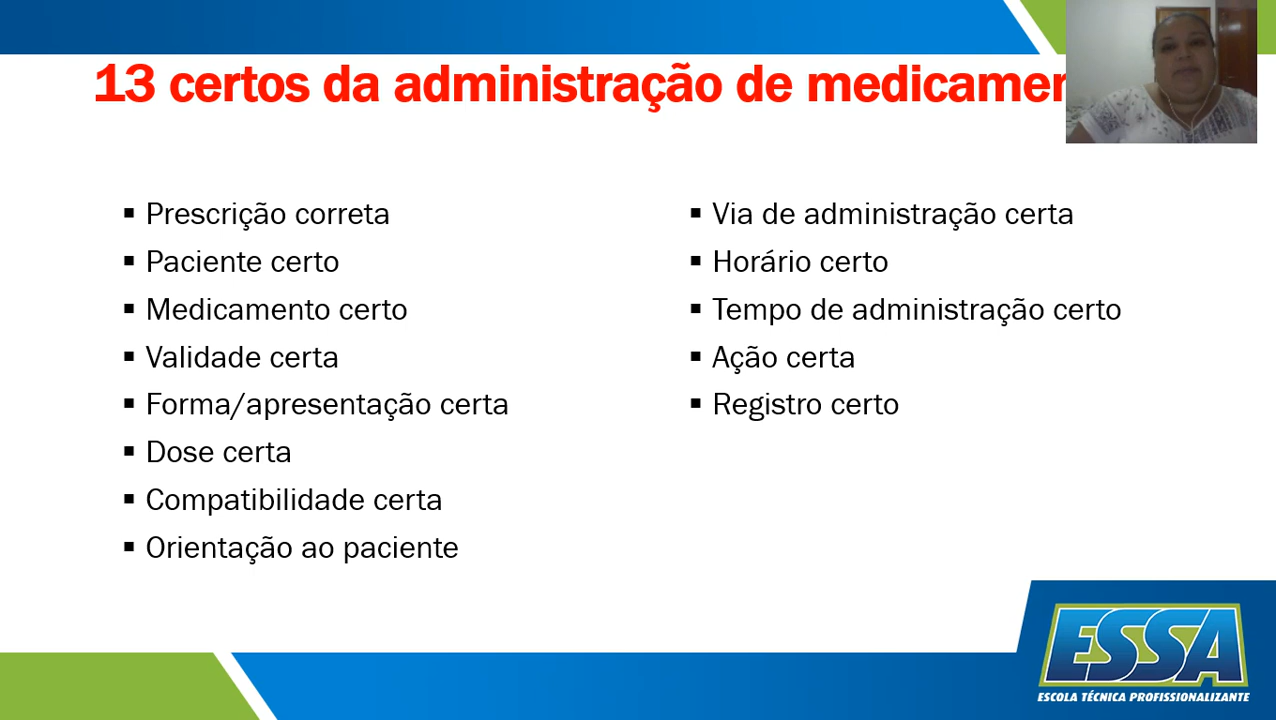 13 certos da administração de
Prescrição correta
Paciente certo
Medicamento certo
Validade certa
Forma/apresentação certa
Dose certa
Compatibilidade certa
Orientação ao paciente
Via de administração certa
Horário certo
Tempo de administração certo
Ação certa
Registro certo
ESSA
ESCOLA TÉCNICA PROFISSIONALIZANTE